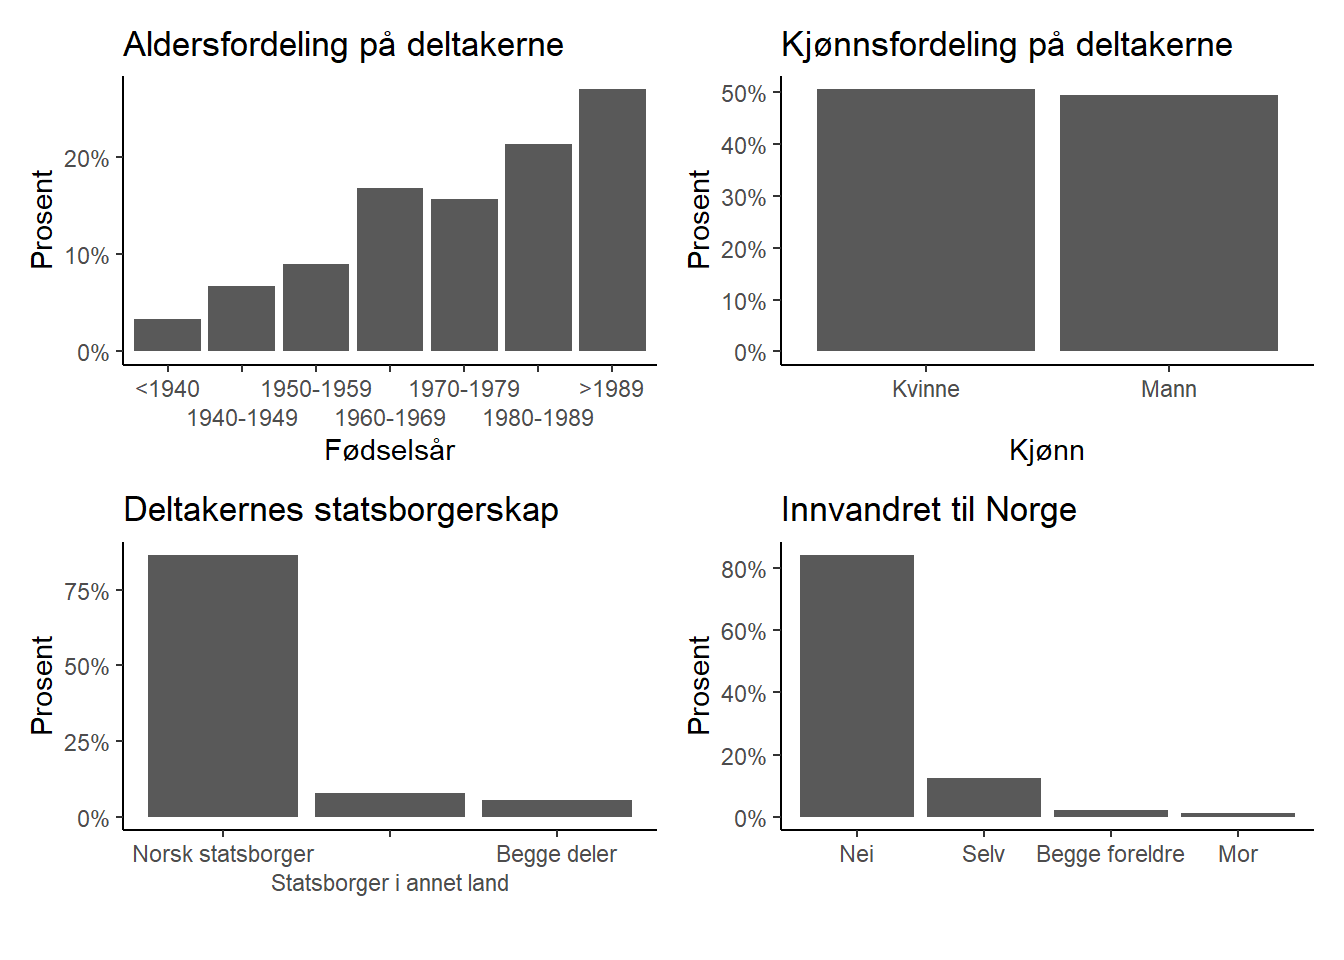 Aldersfordeling på deltakerne
Prosent
20%
10%
0%
<1940 1950-1959 1970-1979 >1989
1940-1949 1960-1969 1980-1989
Fødselsår
Kjønnsfordeling på deltakerne
Prosent
50%
40%
30%
20%
10%
0%
Kvinne Mann
Kjønn
Deltakernes statsborgerskap
Prosent
75%
50%
25%
0%
Norsk statsborger Begge deler
Statsborger i annet land
Innvandret til Norge
Prosent
80%
60%
40%
20%
0%
Nei Selv Begge foreldre Mor